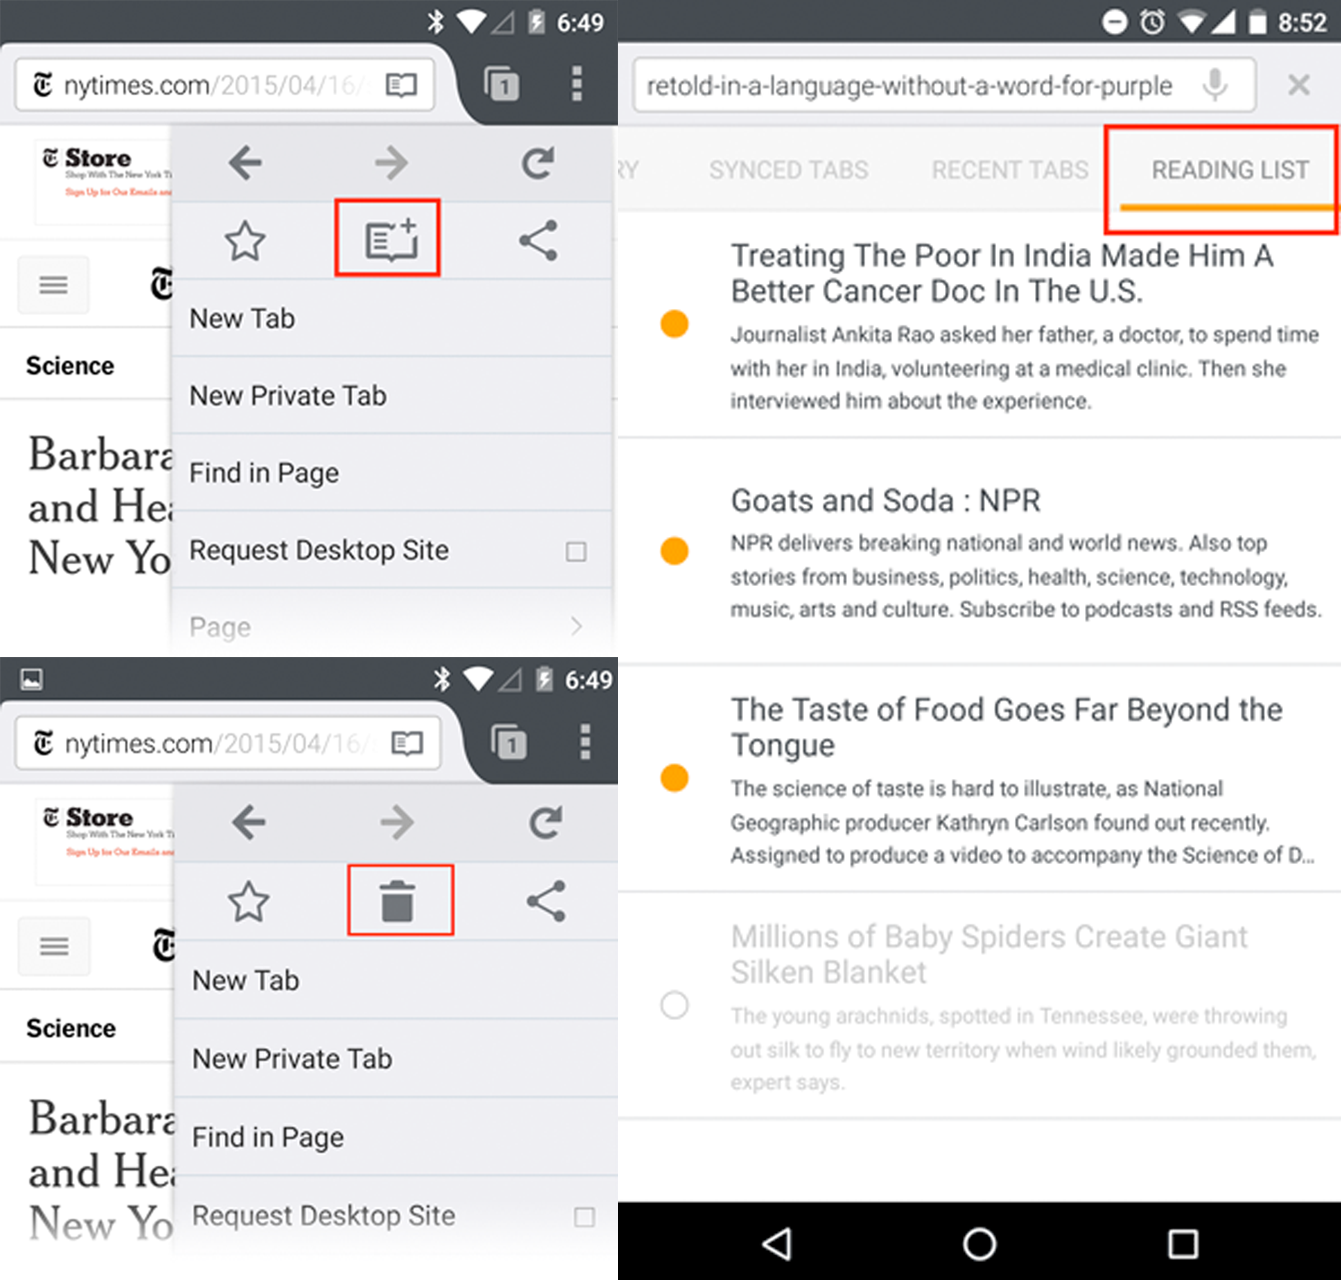 6:49
nytimes.com/2015/04/16/
1
Store
Shop With The New York Ti
Sign Up for Our Emails and
Science
Barbara
and Hea
New Yo
New Tab
New Private Tab
Find in Page
Request Desktop Site
Page
6:49
nytimes.com/2015/04/16/
1
Store
Shop With The New York Ti
Sign Up for Our Emails and
Science
Barbara
and Hea
New Yo
New Tab
New Private Tab
Find in Page
Request Desktop Site
8:52
retold-in-a-language-without-a-word-for-purple
RY SYNCED TABS RECENT TABS READING LIST
Treating The Poor In India Made Him A
Better Cancer Doc In The U.S.
Journalist Ankita Rao asked her father, a doctor, to spend time
with her in India, volunteering at a medical clinic. Then she
interviewed him about the experience.
Goats and Soda : NPR
NPR delivers breaking national and world news. Also top
stories from business, politics, health, science, technology,
music, arts and culture. Subscribe to podcasts and RSS feeds.
The Taste of Food Goes Far Beyond the
Tongue
The science of taste is hard to illustrate, as National
Geographic producer Kathryn Carlson found out recently.
Assigned to produce a video to accompany the Science of D...
Millions of Baby Spiders Create Giant
Silken Blanket
The young arachnids, spotted in Tennessee, were throwing
out silk to fly to new territory when wind likely grounded them,
expert says.